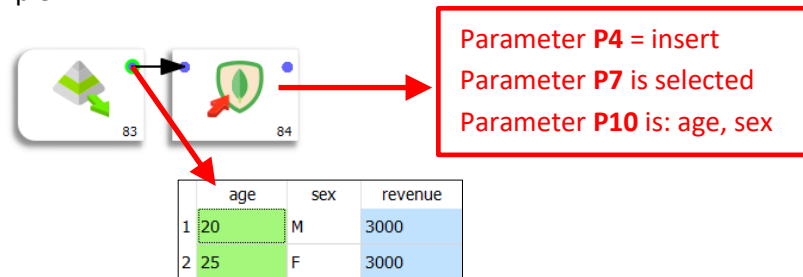 Parameter P4 = insert
Parameter P7 is selected
Parameter P10 is: age, sex
83
84
age sex revenue
1 20 M 3000
2 25 F 3000